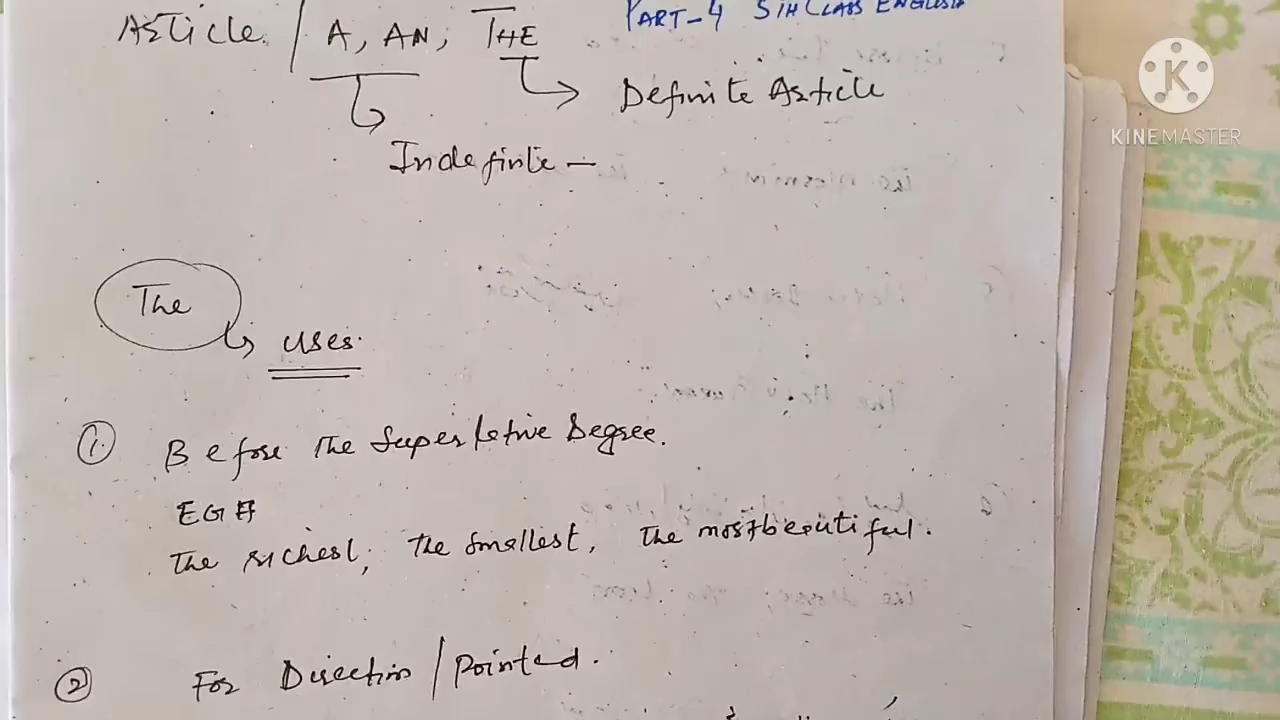 Article / A, AN, THE
PART-4 5TH CLASS ENGLISH
Definite Article
Indefinite —
The
uses.
① Before The Superlative Degree.
EG
The richest, The smallest, The most beautiful.
② For Direction / Pointed.
KINEMASTER